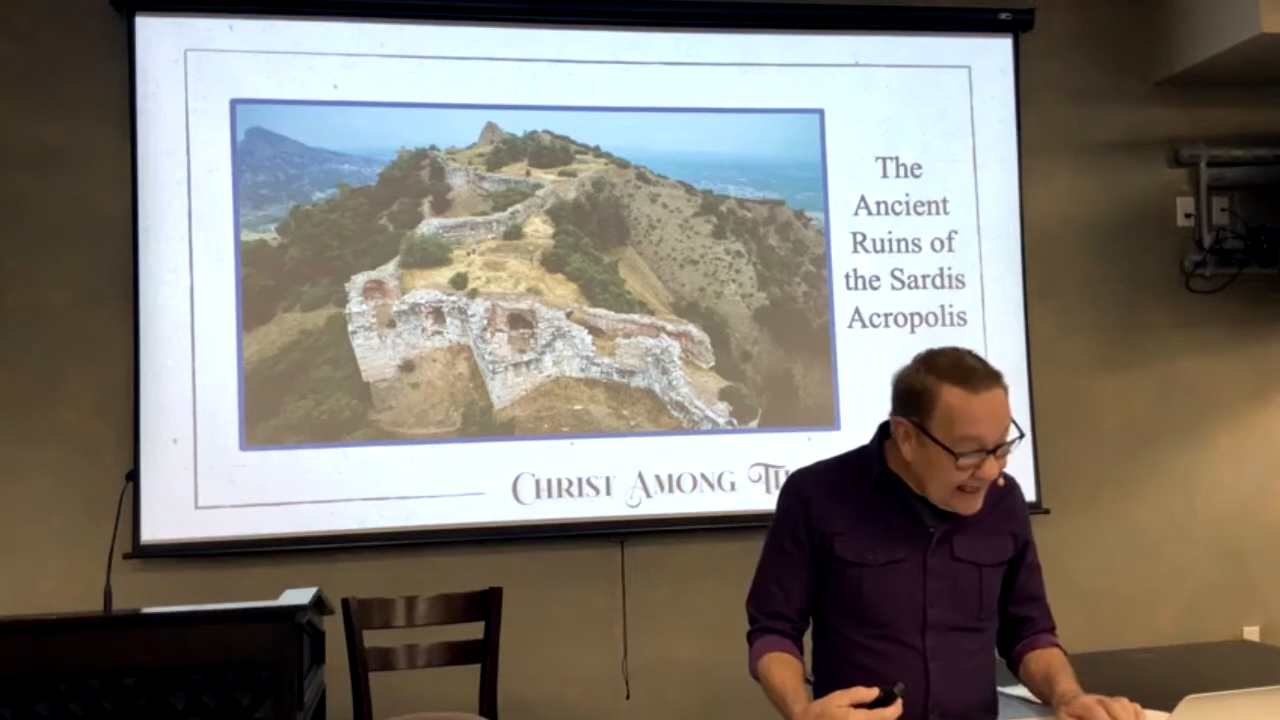 The
Ancient
Ruins of
the Sardis
Acropolis
CHRIST AMONG